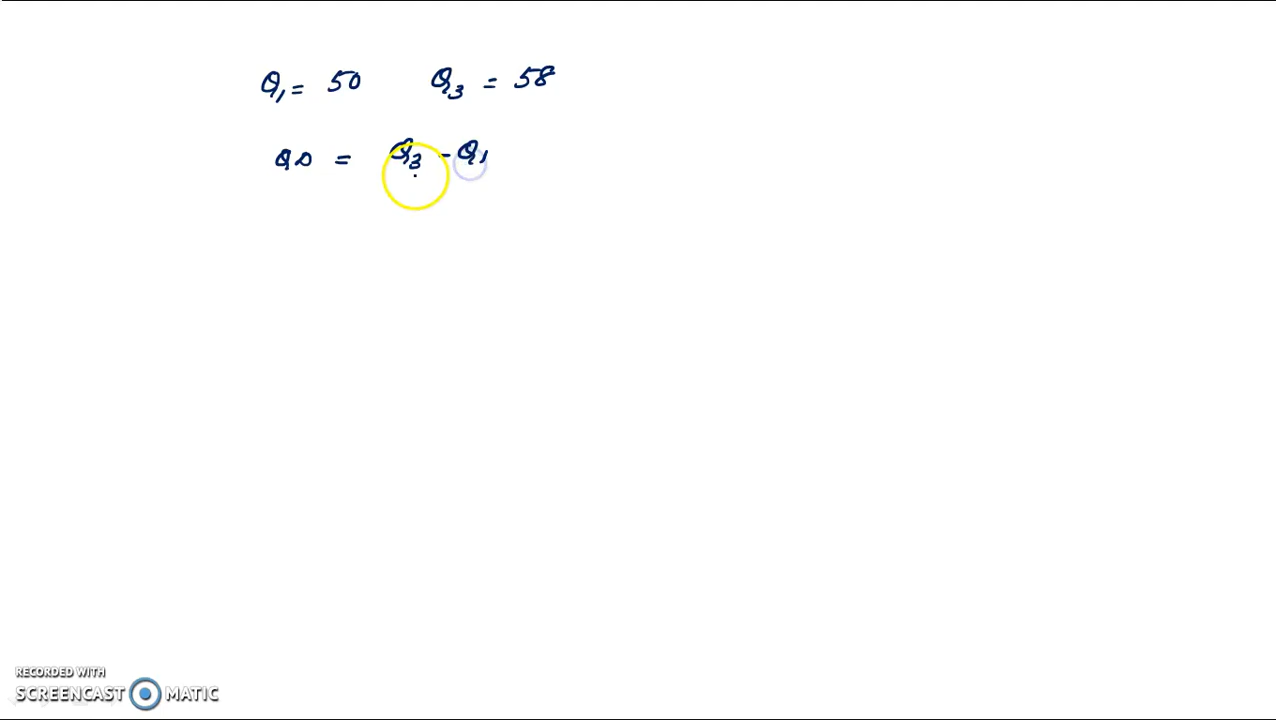 Q₁ = 50 Q₃ = 58
QD = Q₃ - Q₁
RECORDED WITH
SCREENCAST MATIC